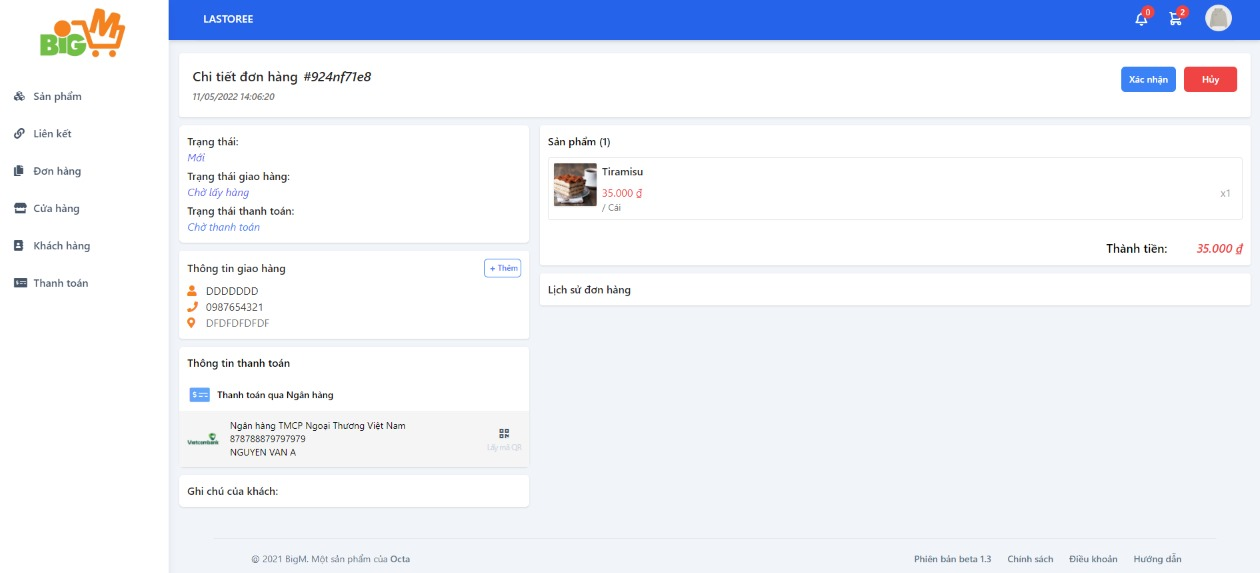 BIG M
LASTOREE
0
2
Sản phẩm
Liên kết
Đơn hàng
Cửa hàng
Khách hàng
Thanh toán
Chi tiết đơn hàng #924nf71e8
11/05/2022 14:06:20
Xác nhận
Hủy
Trạng thái:
Mới
Trạng thái giao hàng:
Chờ lấy hàng
Trạng thái thanh toán:
Chờ thanh toán
Thông tin giao hàng
+ Thêm
DDDDDDD
0987654321
DFDFDFDFDF
Thông tin thanh toán
Thanh toán qua Ngân hàng
Vietcombank
Ngân hàng TMCP Ngoại Thương Việt Nam
878788879797979
NGUYEN VAN A
Lấy mã QR
Ghi chú của khách:
Sản phẩm (1)
Tiramisu
35.000 ₫
/ Cái
x1
Thành tiền: 35.000 ₫
Lịch sử đơn hàng
@ 2021 BigM. Một sản phẩm của Octa
Phiên bản beta 1.3
Chính sách
Điều khoản
Hướng dẫn